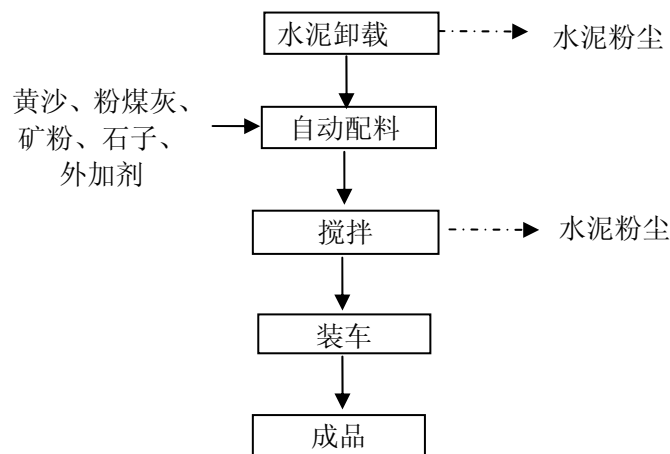 水泥卸载
水泥粉尘
黄沙、粉煤灰、
矿粉、石子、
外加剂
自动配料
搅拌
水泥粉尘
装车
成品